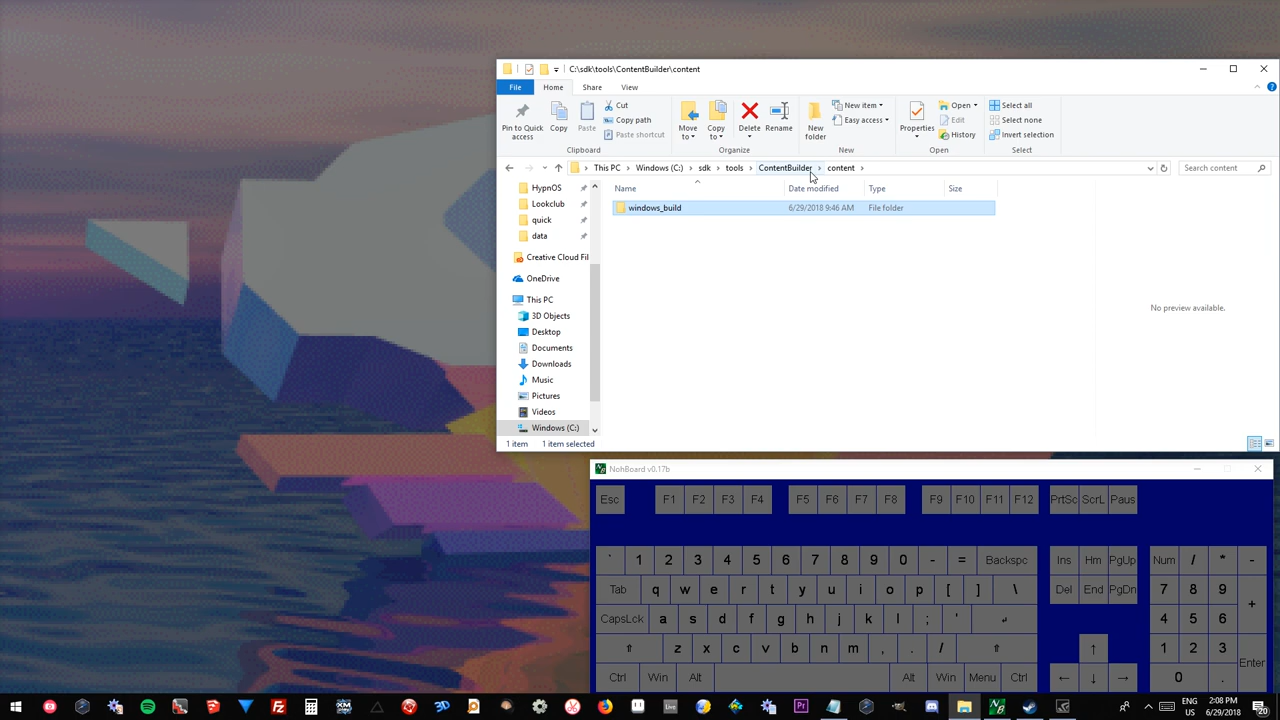 C:\sdk\tools\ContentBuilder\content
File Home Share View
Pin to Quick access
Copy
Paste
Cut
Copy path
Paste shortcut
Clipboard
Move to
Copy to
Delete
Rename
Organize
New folder
New item
Easy access
New
Properties
Open
Edit
History
Open
Select all
Select none
Invert selection
Select
This PC Windows (C:) sdk tools ContentBuilder content
Search content
HypnOS
Lookclub
quick
data
Creative Cloud Fil
OneDrive
This PC
3D Objects
Desktop
Documents
Downloads
Music
Pictures
Videos
Windows (C:)
Name Date modified Type Size
windows_build 6/29/2018 9:46 AM File folder
No preview available.
1 item 1 item selected
NohBoard v0.17b
Esc F1 F2 F3 F4 F5 F6 F7 F8 F9 F10 F11 F12 PrtSc ScrL Paus
` 1 2 3 4 5 6 7 8 9 0 - = Backspc Ins Hm PgUp Num / * -
Tab q w e r t y u i o p [ ] \ Del End PgDn 7 8 9 +
CapsLck a s d f g h j k l ; ' ↵ 4 5 6
⇧ z x c v b n m , . / ⇧ ↑ 1 2 3 Enter
Ctrl Win Alt Alt Win Menu Ctrl ← ↓ → 0 .
ENG 2:08 PM
US 6/29/2018
20